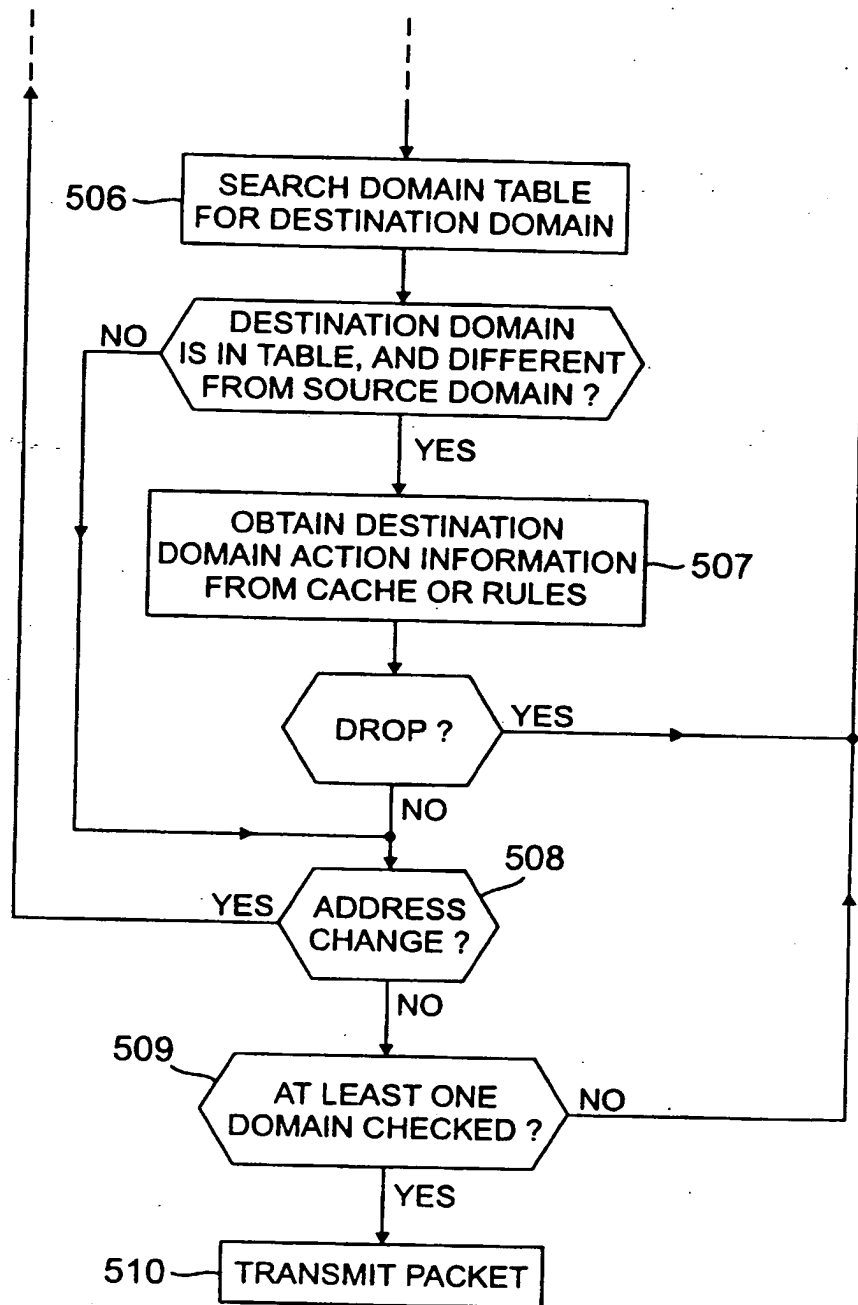 506
SEARCH DOMAIN TABLE
FOR DESTINATION DOMAIN
NO
DESTINATION DOMAIN
IS IN TABLE, AND DIFFERENT
FROM SOURCE DOMAIN ?
YES
OBTAIN DESTINATION
DOMAIN ACTION INFORMATION
FROM CACHE OR RULES
507
DROP ?
YES
NO
508
YES
ADDRESS
CHANGE ?
NO
509
AT LEAST ONE
DOMAIN CHECKED ?
NO
YES
510
TRANSMIT PACKET